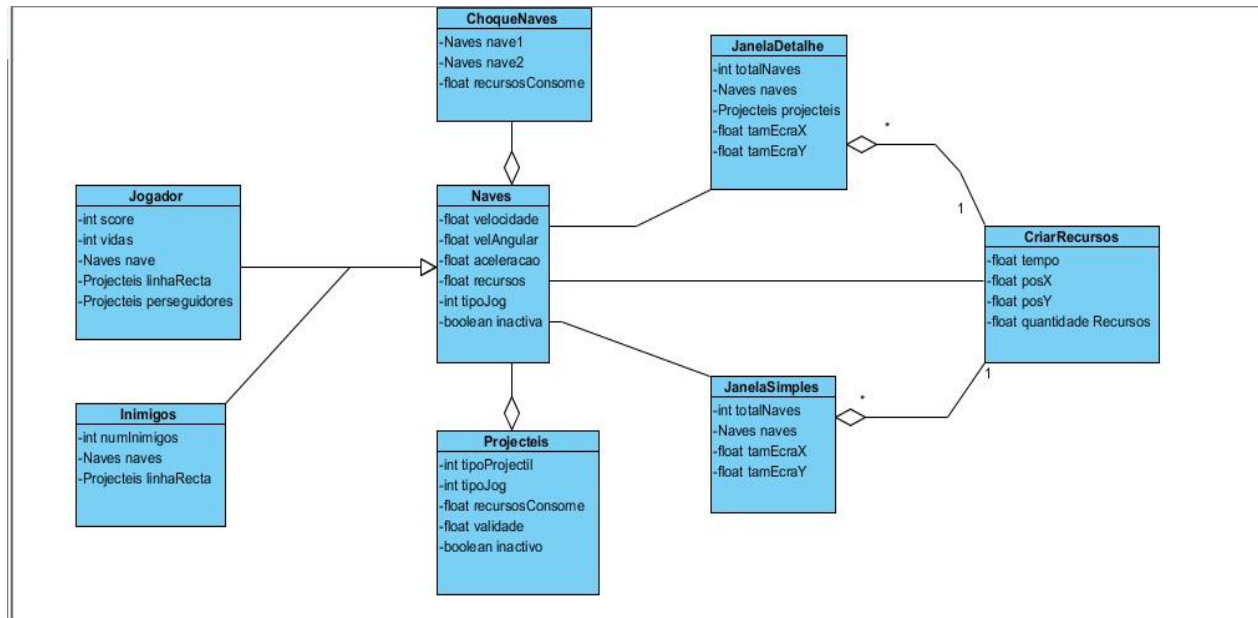 ChoqueNaves
-Naves nave1
-Naves nave2
-float recursosConsome
JanelaDetalhe
-int totalNaves
-Naves naves
-Projecteis projecteis
-float tamEcraX
-float tamEcraY
*
1
Jogador
-int score
-int vidas
-Naves nave
-Projecteis linhaRecta
-Projecteis perseguidores
Naves
-float velocidade
-float velAngular
-float aceleracao
-float recursos
-int tipoJog
-boolean inactiva
CriarRecursos
-float tempo
-float posX
-float posY
-float quantidade Recursos
1
*
Inimigos
-int numInimigos
-Naves naves
-Projecteis linhaRecta
Projecteis
-int tipoProjectil
-int tipoJog
-float recursosConsome
-float validade
-boolean inactivo
JanelaSimples
-int totalNaves
-Naves naves
-float tamEcraX
-float tamEcraY